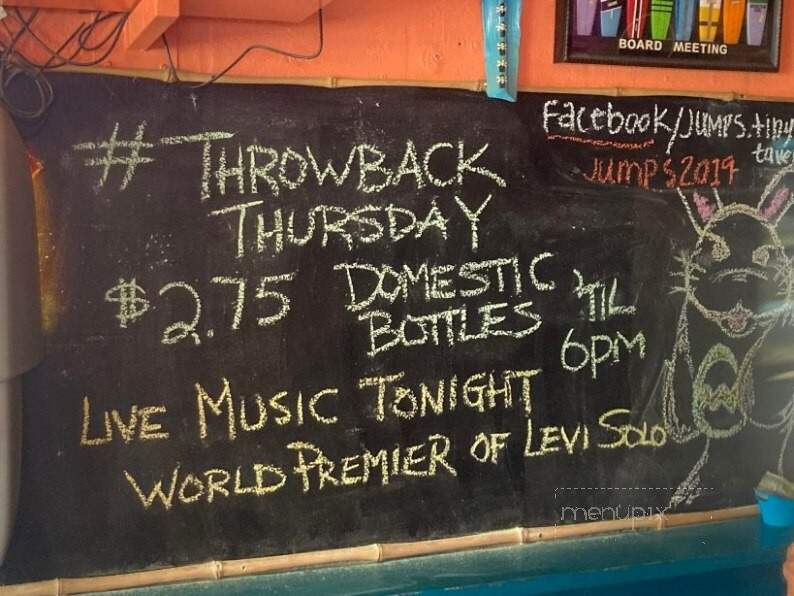 BOARD MEETING
Facebook/JUMPS.tiny
tave
Jumps2019
# THROWBACK
THURSDAY
$2.75 DOMESTIC BOTTLES 'TIL 6PM
LIVE MUSIC TONIGHT
WORLD PREMIER OF LEVI SOLO
menupix